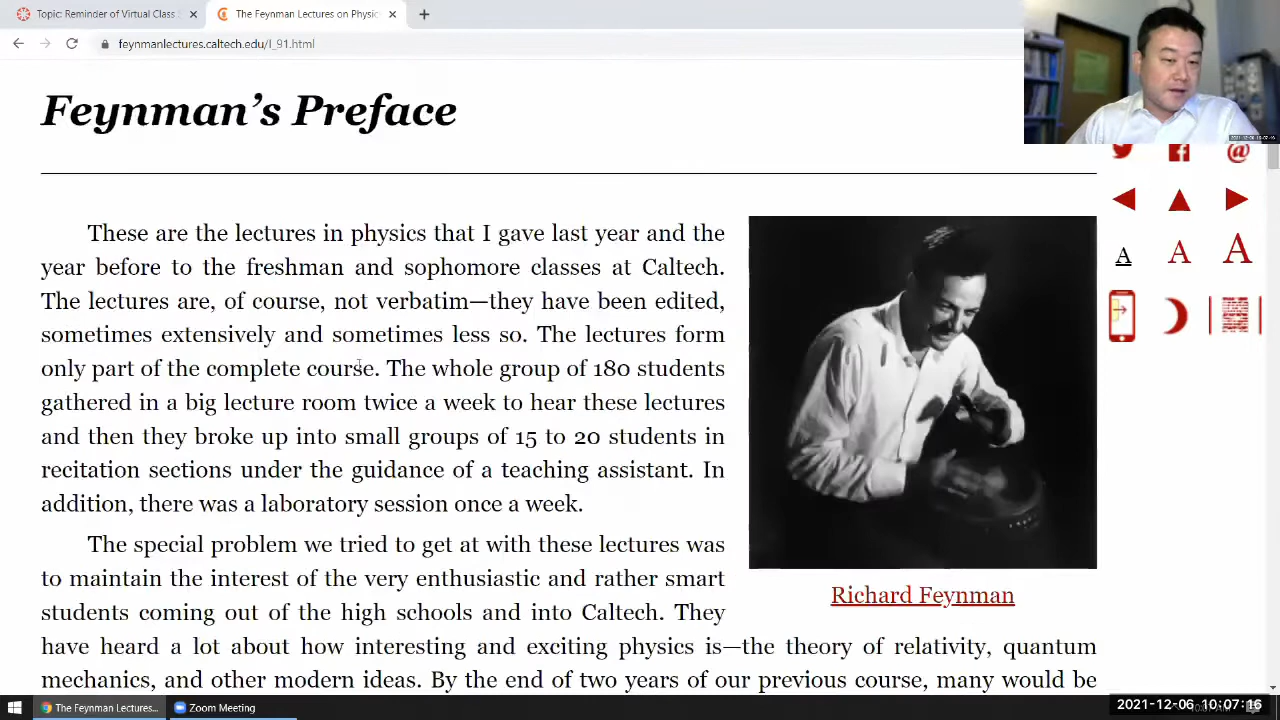 Topic: Reminder of Virtual Class
The Feynman Lectures on Physic
feynmanlectures.caltech.edu/I_91.html
2021-12-06 10:07:16
Feynman's Preface
@
A A A
These are the lectures in physics that I gave last year and the
year before to the freshman and sophomore classes at Caltech.
The lectures are, of course, not verbatim—they have been edited,
sometimes extensively and sometimes less so. The lectures form
only part of the complete course. The whole group of 180 students
gathered in a big lecture room twice a week to hear these lectures
and then they broke up into small groups of 15 to 20 students in
recitation sections under the guidance of a teaching assistant. In
addition, there was a laboratory session once a week.
The special problem we tried to get at with these lectures was
to maintain the interest of the very enthusiastic and rather smart
students coming out of the high schools and into Caltech. They
have heard a lot about how interesting and exciting physics is—the theory of relativity, quantum
mechanics, and other modern ideas. By the end of two years of our previous course, many would be
Richard Feynman
The Feynman Lectures...
Zoom Meeting
2021-12-06 10:07:16